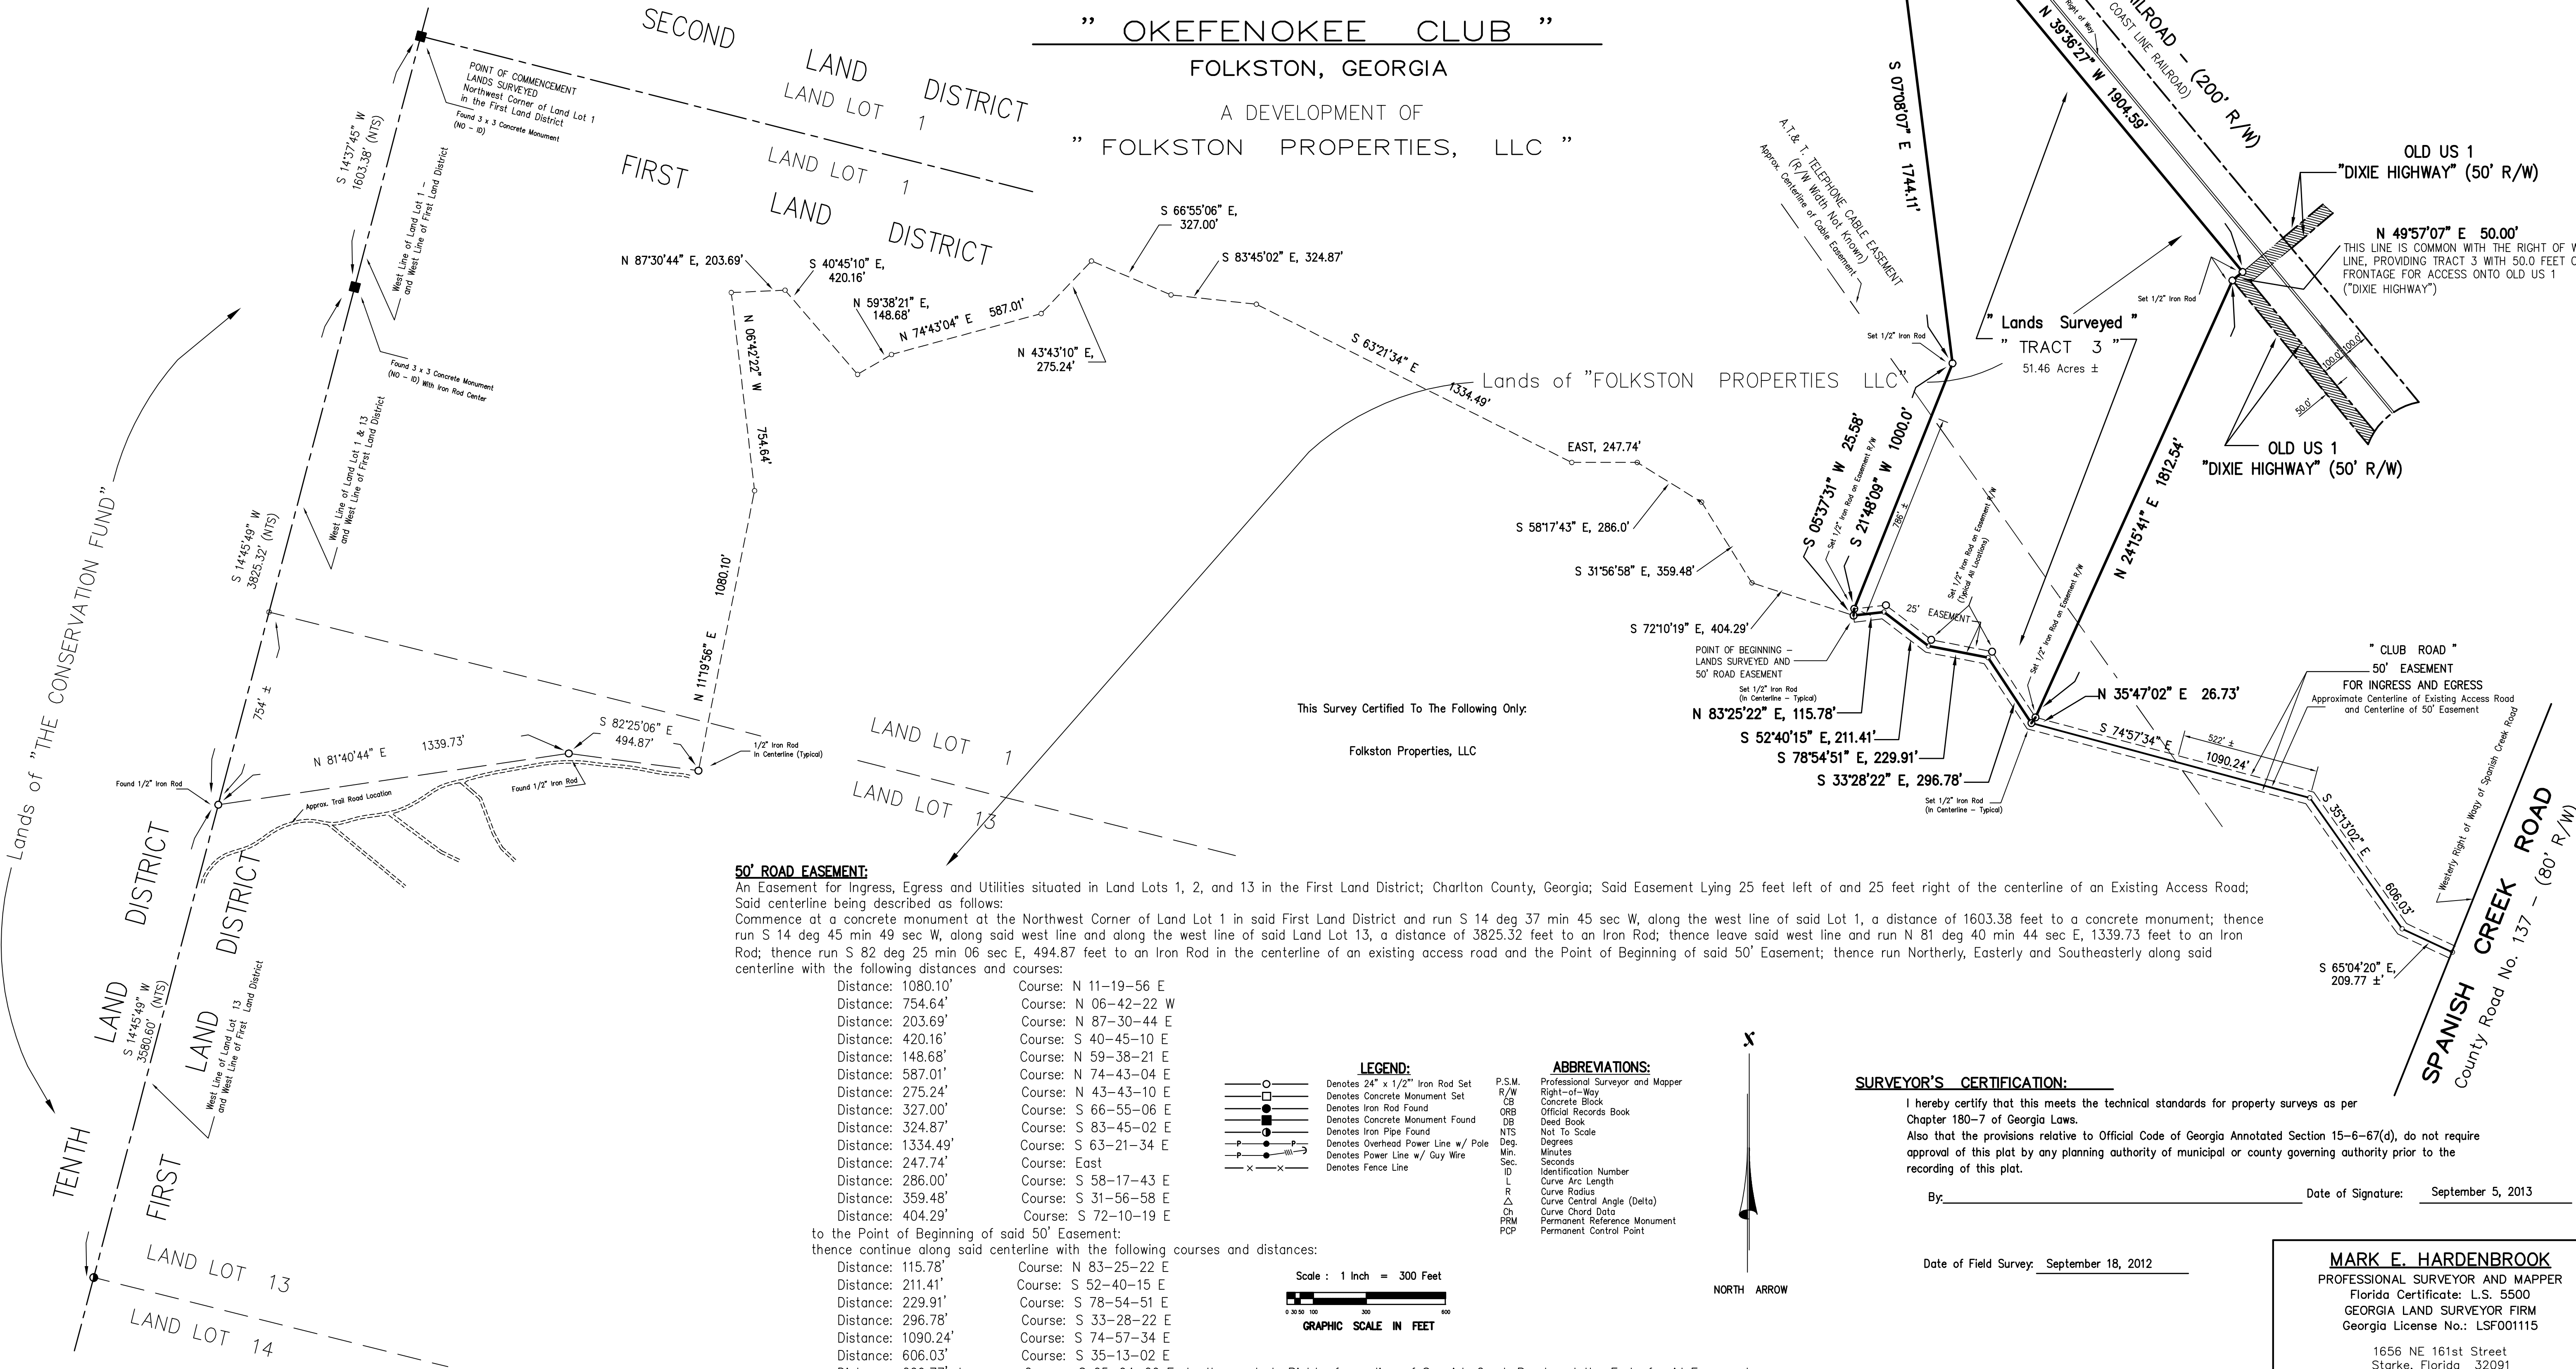 " OKEFENOKEE CLUB "
FOLKSTON, GEORGIA
A DEVELOPMENT OF
" FOLKSTON PROPERTIES, LLC "
SECOND LAND DISTRICT
LAND LOT 1
FIRST LAND DISTRICT
LAND LOT 1
POINT OF COMMENCEMENT
LANDS SURVEYED
Northwest Corner of Land Lot 1
in the First Land District
Found 3 x 3 Concrete Monument
(NO - ID)
S 14°37'45" W
1603.38' (NTS)
West Line of Land Lot 1 -
and West Line of First Land District
Found 3 x 3 Concrete Monument
(NO - ID) With Iron Rod Center
West Line of Land Lot 1 & 13
and West Line of First Land District
S 14°45'49" W
3825.32' (NTS)
Lands of "THE CONSERVATION FUND"
754' ±
Found 1/2" Iron Rod
N 81°40'44" E 1339.73'
S 82°25'06" E
494.87'
1/2" Iron Rod
In Centerline (Typical)
Found 1/2" Iron Rod
Approx. Trail Road Location
N 11°19'56" E 1080.10'
N 06°42'22" W 754.64'
N 87°30'44" E, 203.69'
S 40°45'10" E,
420.16'
N 59°38'21" E,
148.68'
N 74°43'04" E 587.01'
N 43°43'10" E,
275.24'
S 66°55'06" E,
327.00'
S 83°45'02" E, 324.87'
S 63°21'34" E 1334.49'
EAST, 247.74'
S 58°17'43" E, 286.0'
S 31°56'58" E, 359.48'
S 72°10'19" E, 404.29'
POINT OF BEGINNING -
LANDS SURVEYED AND
50' ROAD EASEMENT
Set 1/2" Iron Rod
(In Centerline - Typical)
N 83°25'22" E, 115.78'
S 52°40'15" E, 211.41'
S 78°54'51" E, 229.91'
S 33°28'22" E, 296.78'
Set 1/2" Iron Rod
(In Centerline - Typical)
Lands of "FOLKSTON PROPERTIES LLC"
A.T.& T. TELEPHONE CABLE EASEMENT
(R/W Width Not Known)
Approx. Centerline of Cable Easement
S 07°08'07" E 1744.11'
N 39°36'27" W 1904.59'
Right of Way
RAILROAD - (200' R/W)
COAST LINE RAILROAD)
OLD US 1
"DIXIE HIGHWAY" (50' R/W)
N 49°57'07" E 50.00'
THIS LINE IS COMMON WITH THE RIGHT OF
LINE, PROVIDING TRACT 3 WITH 50.0 FEET
FRONTAGE FOR ACCESS ONTO OLD US 1
("DIXIE HIGHWAY")
Set 1/2" Iron Rod
Set 1/2" Iron Rod
" Lands Surveyed "
" TRACT 3 "
51.46 Acres ±
100.0' 100.0'
50.0'
OLD US 1
"DIXIE HIGHWAY" (50' R/W)
S 05°37'31" W 25.58'
Set 1/2" Iron Rod on Easement R/W
S 21°48'09" W 1000.0'
786' ±
Set 1/2" Iron Rod on Easement R/W
(Typical All Locations)
25' EASEMENT
Set 1/2" Iron Rod on Easement R/W
N 24°15'41" E 1812.54'
N 35°47'02" E 26.73'
" CLUB ROAD "
50' EASEMENT
FOR INGRESS AND EGRESS
Approximate Centerline of Existing Access Road
and Centerline of 50' Easement
S 74°57'34" E 1090.24'
522' ±
S 35°13'02" E 606.03'
S 65°04'20" E,
209.77 ±'
Westerly Right of Waqy of Spanish Creek Road
SPANISH CREEK ROAD
County Road No. 137 - (80' R/W)
This Survey Certified To The Following Only:
Folkston Properties, LLC
LAND LOT 1
LAND LOT 13
TENTH LAND DISTRICT
FIRST LAND DISTRICT
S 14°45'49" W
3580.60' (NTS)
West Line of Land Lot 13
and West Line of First Land District
LAND LOT 13
LAND LOT 14
50' ROAD EASEMENT:
An Easement for Ingress, Egress and Utilities situated in Land Lots 1, 2, and 13 in the First Land District; Charlton County, Georgia; Said Easement Lying 25 feet left of and 25 feet right of the centerline of an Existing Access Road;
Said centerline being described as follows:
Commence at a concrete monument at the Northwest Corner of Land Lot 1 in said First Land District and run S 14 deg 37 min 45 sec W, along the west line of said Lot 1, a distance of 1603.38 feet to a concrete monument; thence
run S 14 deg 45 min 49 sec W, along said west line and along the west line of said Land Lot 13, a distance of 3825.32 feet to an Iron Rod; thence leave said west line and run N 81 deg 40 min 44 sec E, 1339.73 feet to an Iron
Rod; thence run S 82 deg 25 min 06 sec E, 494.87 feet to an Iron Rod in the centerline of an existing access road and the Point of Beginning of said 50' Easement; thence run Northerly, Easterly and Southeasterly along said
centerline with the following distances and courses:
Distance: 1080.10' Course: N 11-19-56 E
Distance: 754.64' Course: N 06-42-22 W
Distance: 203.69' Course: N 87-30-44 E
Distance: 420.16' Course: S 40-45-10 E
Distance: 148.68' Course: N 59-38-21 E
Distance: 587.01' Course: N 74-43-04 E
Distance: 275.24' Course: N 43-43-10 E
Distance: 327.00' Course: S 66-55-06 E
Distance: 324.87' Course: S 83-45-02 E
Distance: 1334.49' Course: S 63-21-34 E
Distance: 247.74' Course: East
Distance: 286.00' Course: S 58-17-43 E
Distance: 359.48' Course: S 31-56-58 E
Distance: 404.29' Course: S 72-10-19 E
to the Point of Beginning of said 50' Easement:
thence continue along said centerline with the following courses and distances:
Distance: 115.78' Course: N 83-25-22 E
Distance: 211.41' Course: S 52-40-15 E
Distance: 229.91' Course: S 78-54-51 E
Distance: 296.78' Course: S 33-28-22 E
Distance: 1090.24' Course: S 74-57-34 E
Distance: 606.03' Course: S 35-13-02 E
LEGEND:
Denotes 24" x 1/2"' Iron Rod Set
Denotes Concrete Monument Set
Denotes Iron Rod Found
Denotes Concrete Monument Found
Denotes Iron Pipe Found
P P Denotes Overhead Power Line w/ Pole
P Denotes Power Line w/ Guy Wire
X X Denotes Fence Line
ABBREVIATIONS:
P.S.M. Professional Surveyor and Mapper
R/W Right-of-Way
CB Concrete Block
ORB Official Records Book
DB Deed Book
NTS Not To Scale
Deg. Degrees
Min. Minutes
Sec. Seconds
ID Identification Number
L Curve Arc Length
R Curve Radius
△ Curve Central Angle (Delta)
Ch Curve Chord Data
PRM Permanent Reference Monument
PCP Permanent Control Point
Scale : 1 Inch = 300 Feet
0 30 50 100 300 600
GRAPHIC SCALE IN FEET
N
NORTH ARROW
SURVEYOR'S CERTIFICATION:
I hereby certify that this meets the technical standards for property surveys as per
Chapter 180-7 of Georgia Laws.
Also that the provisions relative to Official Code of Georgia Annotated Section 15-6-67(d), do not require
approval of this plat by any planning authority of municipal or county governing authority prior to the
recording of this plat.
By: Date of Signature: September 5, 2013
Date of Field Survey: September 18, 2012
MARK E. HARDENBROOK
PROFESSIONAL SURVEYOR AND MAPPER
Florida Certificate: L.S. 5500
GEORGIA LAND SURVEYOR FIRM
Georgia License No.: LSF001115
1656 NE 161st Street
Starke, Florida 32091